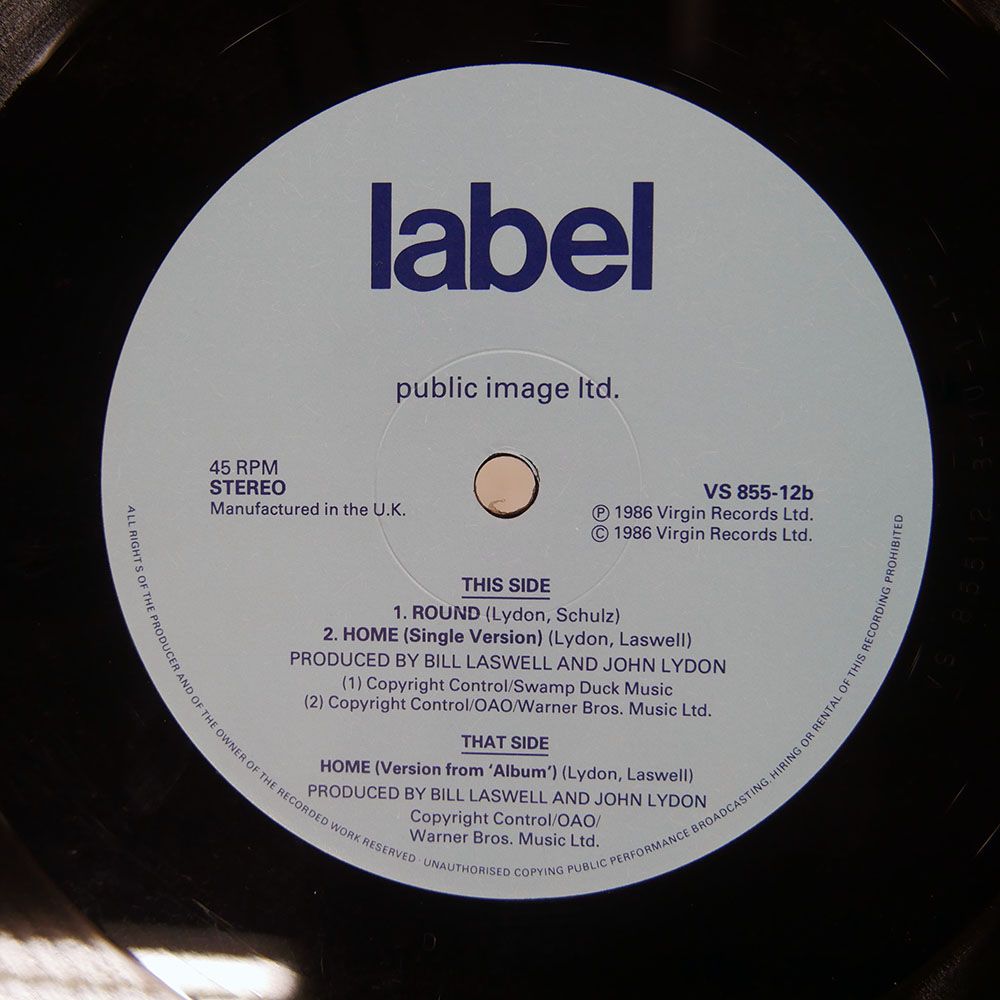 label
public image ltd.
45 RPM
STEREO
Manufactured in the U.K.
VS 855-12b
Ⓟ 1986 Virgin Records Ltd.
© 1986 Virgin Records Ltd.
THIS SIDE
1. ROUND (Lydon, Schulz)
2. HOME (Single Version) (Lydon, Laswell)
PRODUCED BY BILL LASWELL AND JOHN LYDON
(1) Copyright Control/Swamp Duck Music
(2) Copyright Control/OAO/Warner Bros. Music Ltd.
THAT SIDE
HOME (Version from ‘Album’) (Lydon, Laswell)
PRODUCED BY BILL LASWELL AND JOHN LYDON
Copyright Control/OAO/
Warner Bros. Music Ltd.
ALL RIGHTS OF THE PRODUCER AND OF THE OWNER OF THE RECORDED WORK RESERVED · UNAUTHORISED COPYING PUBLIC PERFORMANCE BROADCASTING, HIRING OR RENTAL OF THIS RECORDING PROHIBITED